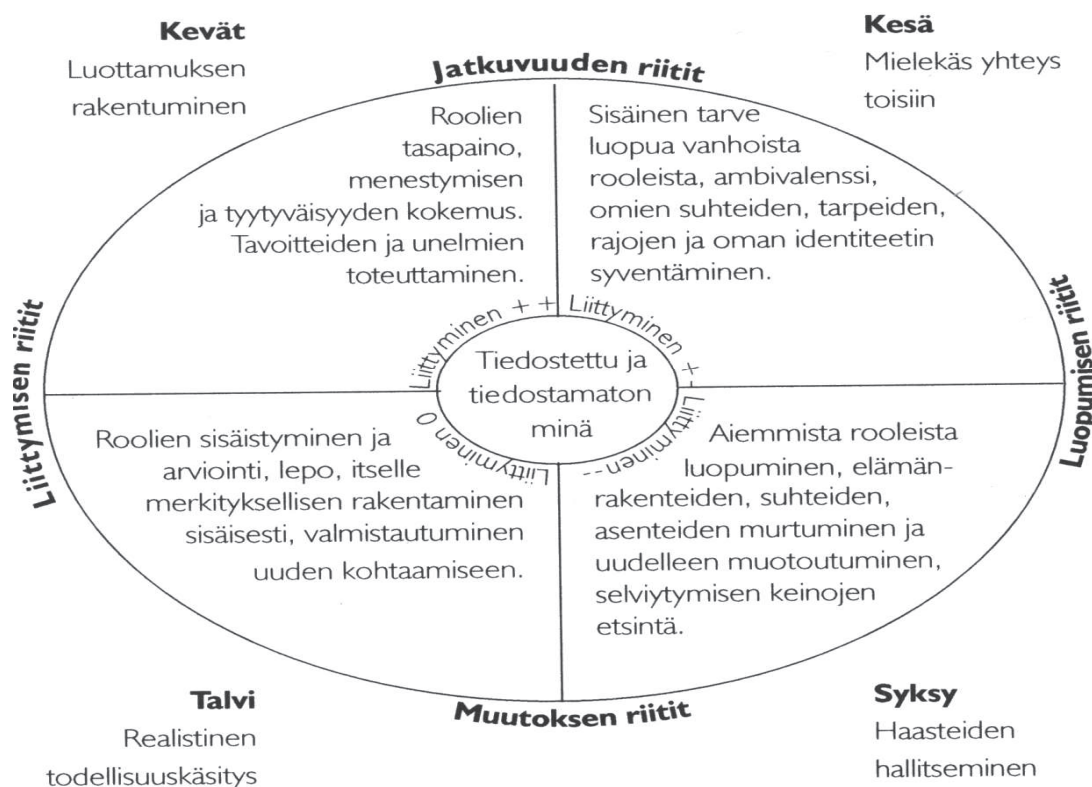 Kevät
Luottamuksen
rakentuminen
Kesä
Mielekäs yhteys
toisiin
Jatkuvuuden riitit
Roolien
tasapaino,
menestymisen
ja tyytyväisyyden kokemus.
Tavoitteiden ja unelmien
toteuttaminen.
Sisäinen tarve
luopua vanhoista
rooleista, ambivalenssi,
omien suhteiden, tarpeiden,
rajojen ja oman identiteetin
syventäminen.
Liittymisen riitit
Luopumisen riitit
Liittyminen + +
Liittyminen + -
Tiedostettu ja
tiedostamaton
minä
Liittyminen 0
Liittyminen - -
Roolien sisäistyminen ja
arviointi, lepo, itselle
merkityksellisen rakentaminen
sisäisesti, valmistautuminen
uuden kohtaamiseen.
Aiemmista rooleista
luopuminen, elämän-
rakenteiden, suhteiden,
asenteiden murtuminen ja
uudelleen muotoutuminen,
selviytymisen keinojen
etsintä.
Muutoksen riitit
Talvi
Realistinen
todellisuuskäsitys
Syksy
Haasteiden
hallitseminen